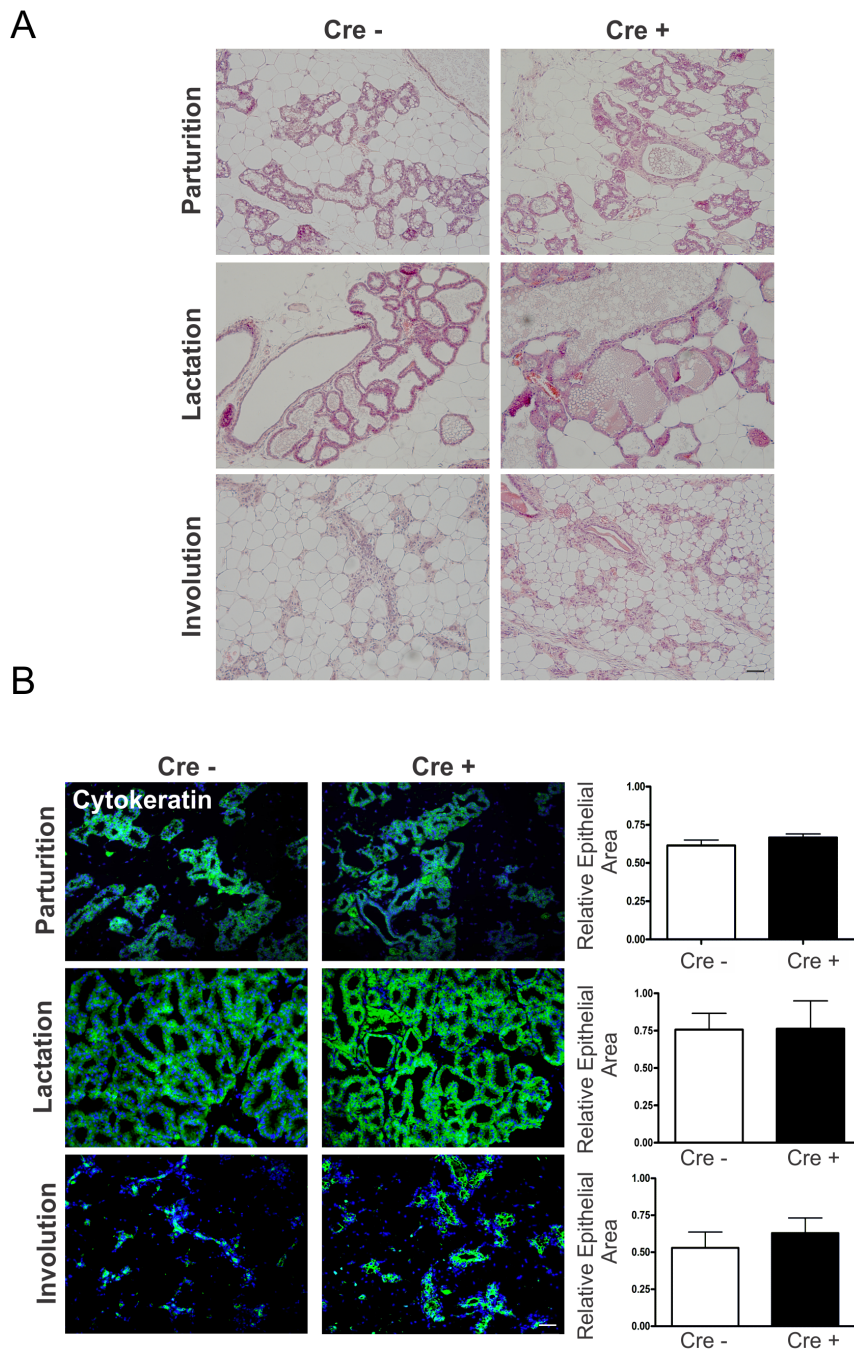 A
Cre - Cre +
Parturition
Lactation
Involution
B
Cre - Cre +
Cytokeratin
Parturition
Relative Epithelial
Area
1.00
0.75
0.50
0.25
0.00
Cre - Cre +
Lactation
Relative Epithelial
Area
1.00
0.75
0.50
0.25
0.00
Cre - Cre +
Involution
Relative Epithelial
Area
1.00
0.75
0.50
0.25
0.00
Cre - Cre +